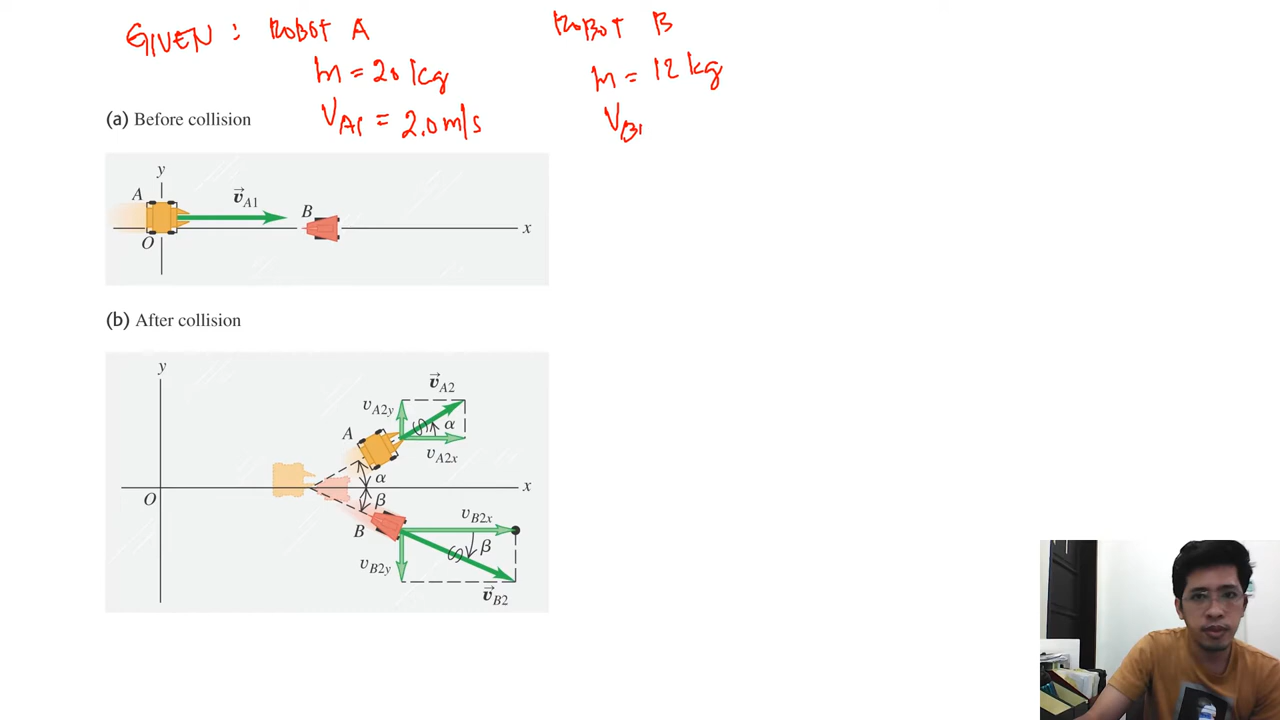 GIVEN : ROBOT A
m = 20 kg
VA1 = 2.0 m/s
ROBOT B
m = 12 kg
VB1
(a) Before collision
y
A
v⃗A1
B
O
x
(b) After collision
y
v⃗A2
vA2y
α
A
vA2x
α
O
x
β
vB2x
B
β
vB2y
v⃗B2